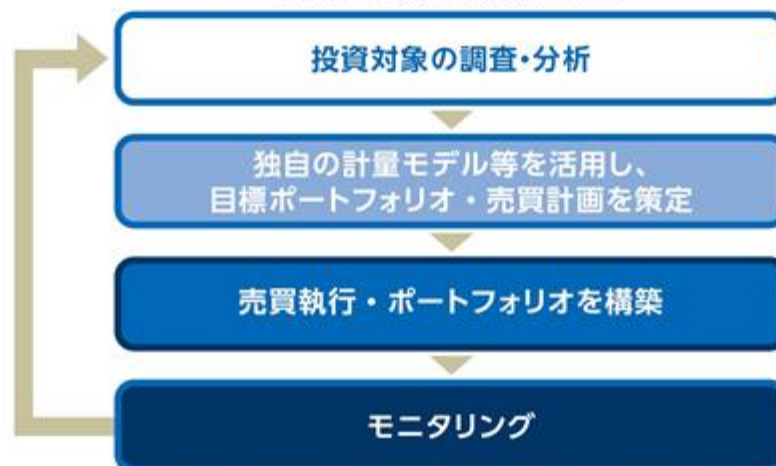 投資対象の調査・分析
独自の計量モデル等を活用し、
目標ポートフォリオ・売買計画を策定
売買執行・ポートフォリオを構築
モニタリング